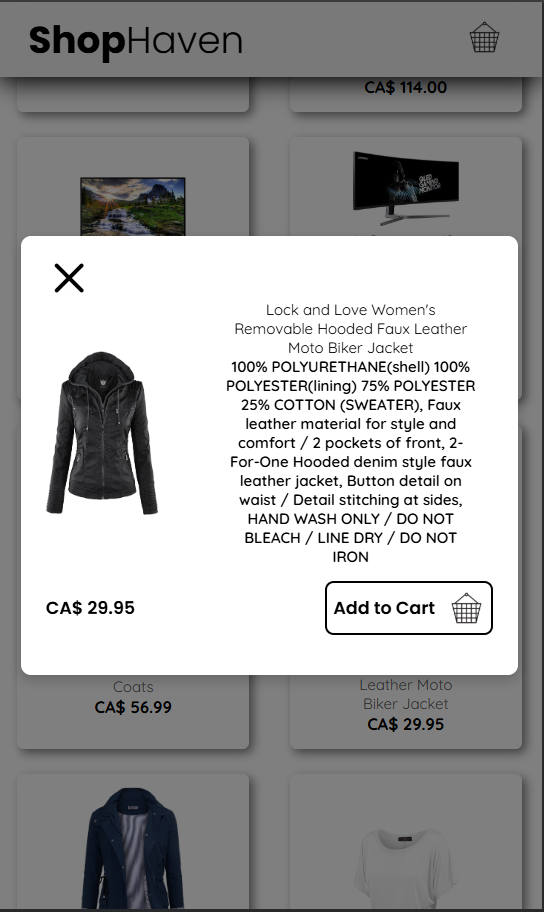 ShopHaven
CA$ 114.00
Lock and Love Women's
Removable Hooded Faux Leather
Moto Biker Jacket
100% POLYURETHANE(shell) 100%
POLYESTER(lining) 75% POLYESTER
25% COTTON (SWEATER), Faux
leather material for style and
comfort / 2 pockets of front, 2-
For-One Hooded denim style faux
leather jacket, Button detail on
waist / Detail stitching at sides,
HAND WASH ONLY / DO NOT
BLEACH / LINE DRY / DO NOT
IRON
CA$ 29.95
Add to Cart
Coats
CA$ 56.99
Leather Moto
Biker Jacket
CA$ 29.95